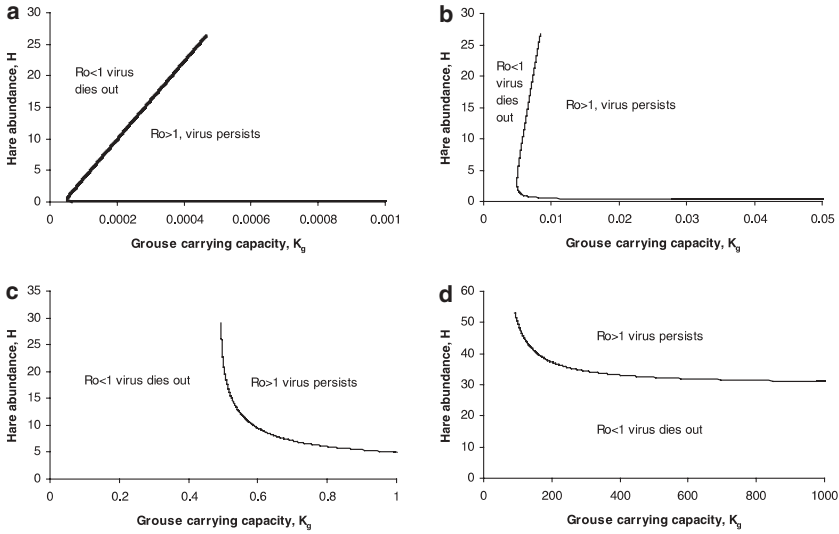 a
30
25
20
15
10
5
0
Hare abundance, H
Ro<1 virus
dies out
Ro>1, virus persists
0
0.0002
0.0004
0.0006
0.0008
0.001
Grouse carrying capacity, Kg
b
30
25
20
15
10
5
0
Hare abundance, H
Ro<1
virus
dies
out
Ro>1, virus persists
0
0.01
0.02
0.03
0.04
0.05
Grouse carrying capacity, Kg
c
35
30
25
20
15
10
5
0
Hare abundance, H
Ro<1 virus dies out
Ro>1 virus persists
0
0.2
0.4
0.6
0.8
1
Grouse carrying capacity, Kg
d
60
50
40
30
20
10
0
Hare abundance, H
Ro>1 virus persists
Ro<1 virus dies out
0
200
400
600
800
1000
Grouse carrying capacity, Kg